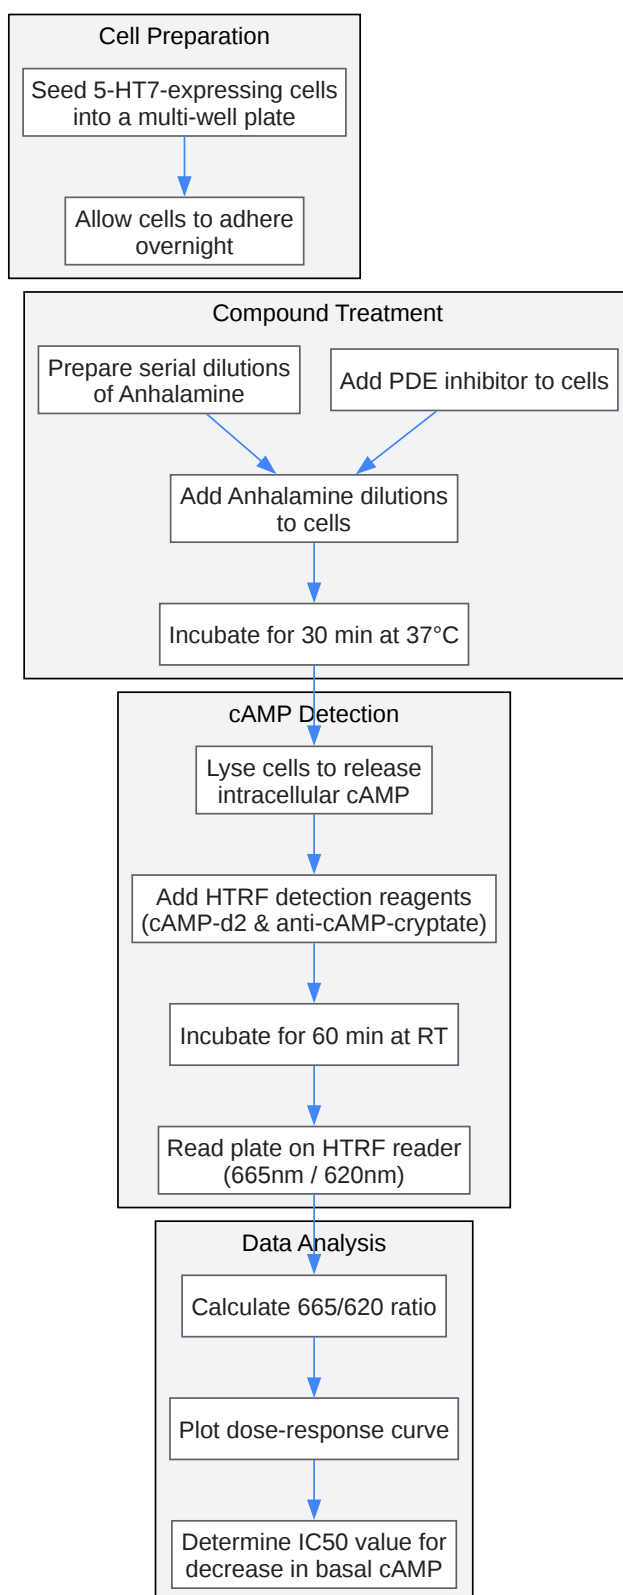 Cell Preparation
Seed 5-HT7-expressing cells
into a multi-well plate
Allow cells to adhere
overnight
Compound Treatment
Prepare serial dilutions
of Anhalamine
Add PDE inhibitor to cells
Add Anhalamine dilutions
to cells
Incubate for 30 min at 37°C
cAMP Detection
Lyse cells to release
intracellular cAMP
Add HTRF detection reagents
(cAMP-d2 & anti-cAMP-cryptate)
Incubate for 60 min at RT
Read plate on HTRF reader
(665nm / 620nm)
Data Analysis
Calculate 665/620 ratio
Plot dose-response curve
Determine IC50 value for
decrease in basal cAMP